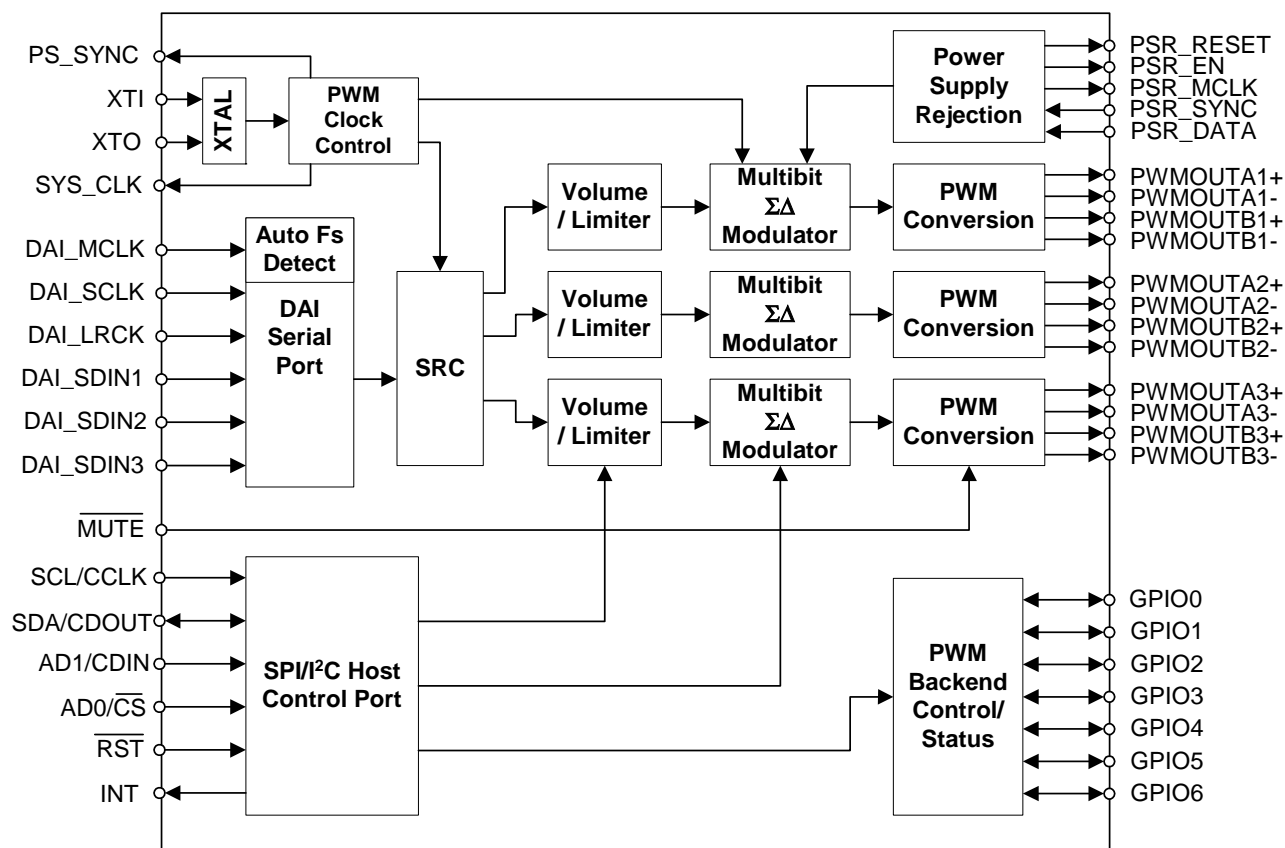 PS_SYNC
XTI
XTO
SYS_CLK
DAI_MCLK
DAI_SCLK
DAI_LRCK
DAI_SDIN1
DAI_SDIN2
DAI_SDIN3
MUTE
SCL/CCLK
SDA/CDOUT
AD1/CDIN
AD0/CS
RST
INT
XTAL
PWM
Clock
Control
Auto Fs
Detect
DAI
Serial
Port
SRC
SPI/I²C Host
Control Port
Volume
/ Limiter
Volume
/ Limiter
Volume
/ Limiter
Multibit
ΣΔ
Modulator
Multibit
ΣΔ
Modulator
Multibit
ΣΔ
Modulator
Power
Supply
Rejection
PWM
Conversion
PWM
Conversion
PWM
Conversion
PWM
Backend
Control/
Status
PSR_RESET
PSR_EN
PSR_MCLK
PSR_SYNC
PSR_DATA
PWMOUTA1+
PWMOUTA1-
PWMOUTB1+
PWMOUTB1-
PWMOUTA2+
PWMOUTA2-
PWMOUTB2+
PWMOUTB2-
PWMOUTA3+
PWMOUTA3-
PWMOUTB3+
PWMOUTB3-
GPIO0
GPIO1
GPIO2
GPIO3
GPIO4
GPIO5
GPIO6